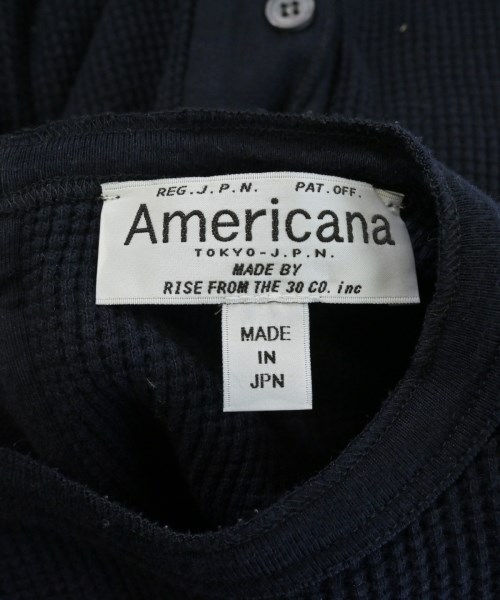 REG.J.P.N. PAT.OFF.
Americana
TOKYO-J.P.N.
MADE BY
RISE FROM THE 30 CO. inc
MADE
IN
JPN